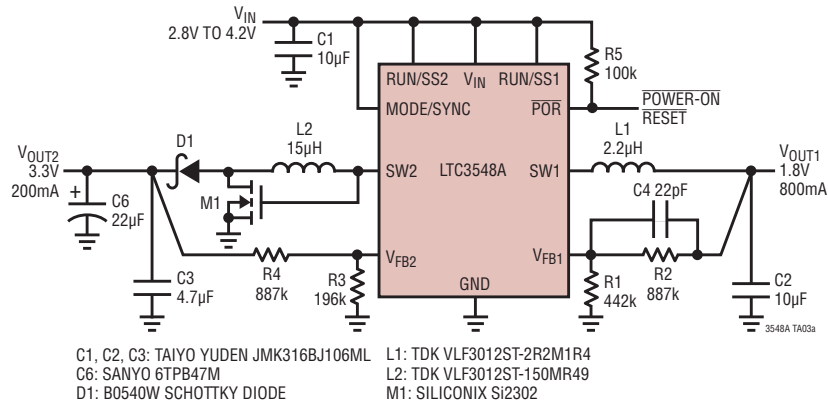 VIN
2.8V TO 4.2V
C1
10µF
R5
100k
RUN/SS2 VIN RUN/SS1
MODE/SYNC
POR
POWER-ON
RESET
D1
L2
15µH
L1
2.2µH
VOUT2
3.3V
200mA
+
C6
22µF
M1
SW2 LTC3548A SW1
VOUT1
1.8V
800mA
C4 22pF
VFB2
VFB1
GND
C3
4.7µF
R4
887k
R3
196k
R1
442k
R2
887k
C2
10µF
3548A TA03a
C1, C2, C3: TAIYO YUDEN JMK316BJ106ML
C6: SANYO 6TPB47M
D1: B0540W SCHOTTKY DIODE
L1: TDK VLF3012ST-2R2M1R4
L2: TDK VLF3012ST-150MR49
M1: SILICONIX Si2302